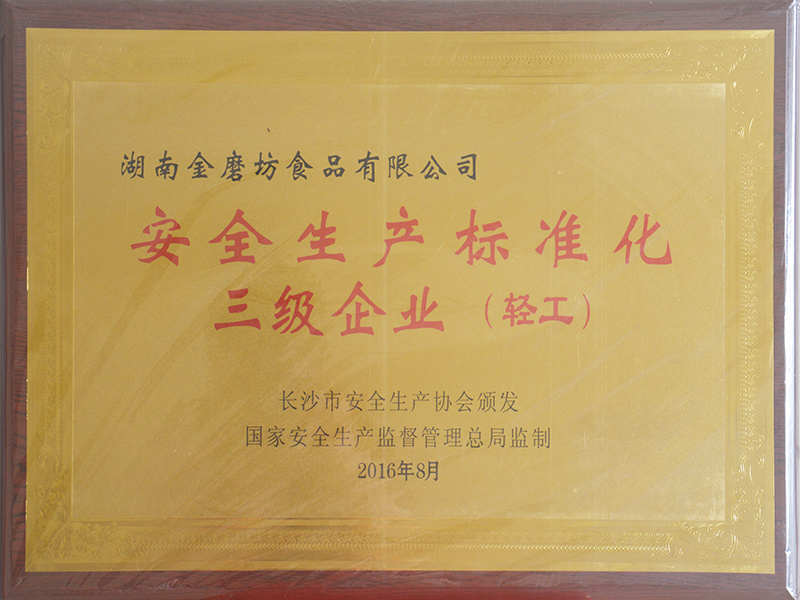 湖南金磨坊食品有限公司
安全生产标准化
三级企业（轻工）
长沙市安全生产协会颁发
国家安全生产监督管理总局监制
2016年8月